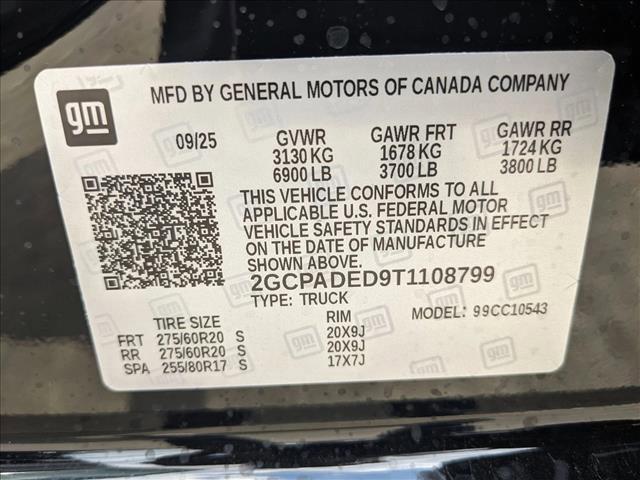 gm
MFD BY GENERAL MOTORS OF CANADA COMPANY
09/25 GVWR GAWR FRT GAWR RR
3130 KG 1678 KG 1724 KG
6900 LB 3700 LB 3800 LB
THIS VEHICLE CONFORMS TO ALL
APPLICABLE U.S. FEDERAL MOTOR
VEHICLE SAFETY STANDARDS IN EFFECT
ON THE DATE OF MANUFACTURE
SHOWN ABOVE.
2GCPADED9T1108799
TYPE: TRUCK MODEL: 99CC10543
TIRE SIZE RIM
FRT 275/60R20 S 20X9J
RR 275/60R20 S 20X9J
SPA 255/80R17 S 17X7J